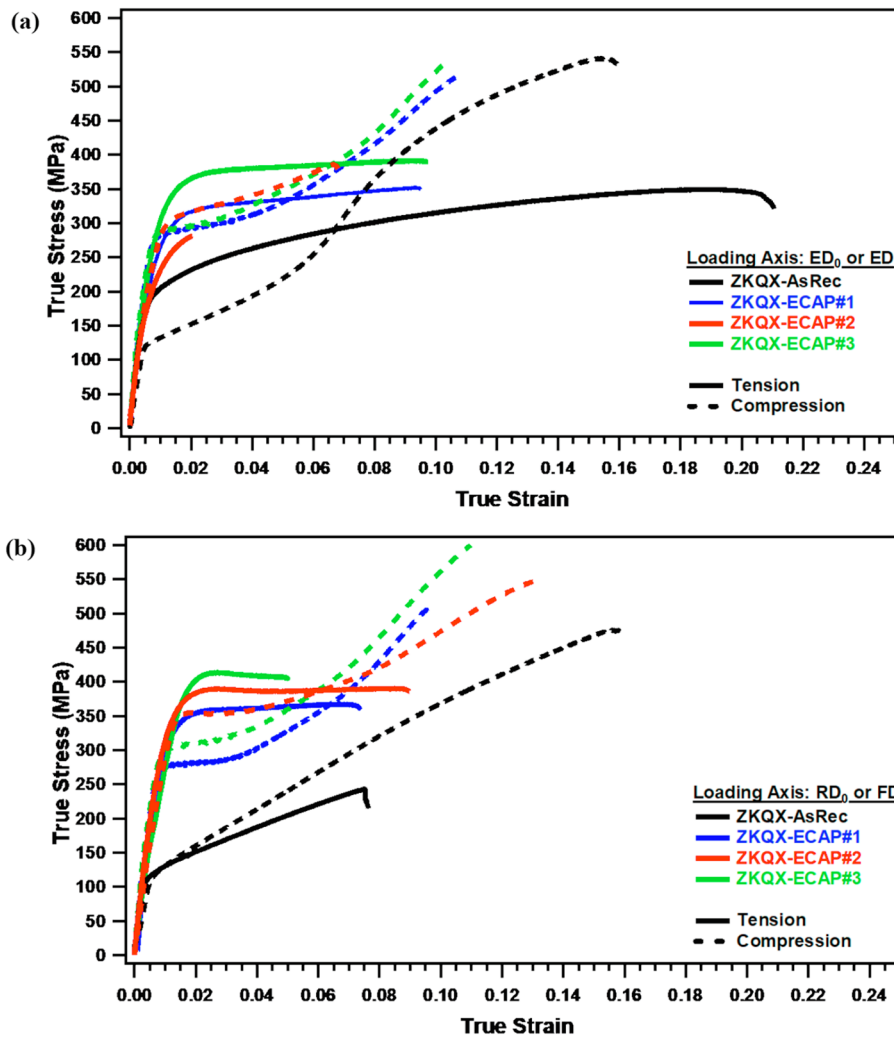 (a)
600
550
500
450
400
350
300
250
200
150
100
50
0
True Stress (MPa)
0.00 0.02 0.04 0.06 0.08 0.10 0.12 0.14 0.16 0.18 0.20 0.22 0.24
True Strain
Loading Axis: ED0 or ED
ZKQX-AsRec
ZKQX-ECAP#1
ZKQX-ECAP#2
ZKQX-ECAP#3
Tension
Compression
(b)
600
550
500
450
400
350
300
250
200
150
100
50
0
True Stress (MPa)
0.00 0.02 0.04 0.06 0.08 0.10 0.12 0.14 0.16 0.18 0.20 0.22 0.24
True Strain
Loading Axis: RD0 or FD
ZKQX-AsRec
ZKQX-ECAP#1
ZKQX-ECAP#2
ZKQX-ECAP#3
Tension
Compression